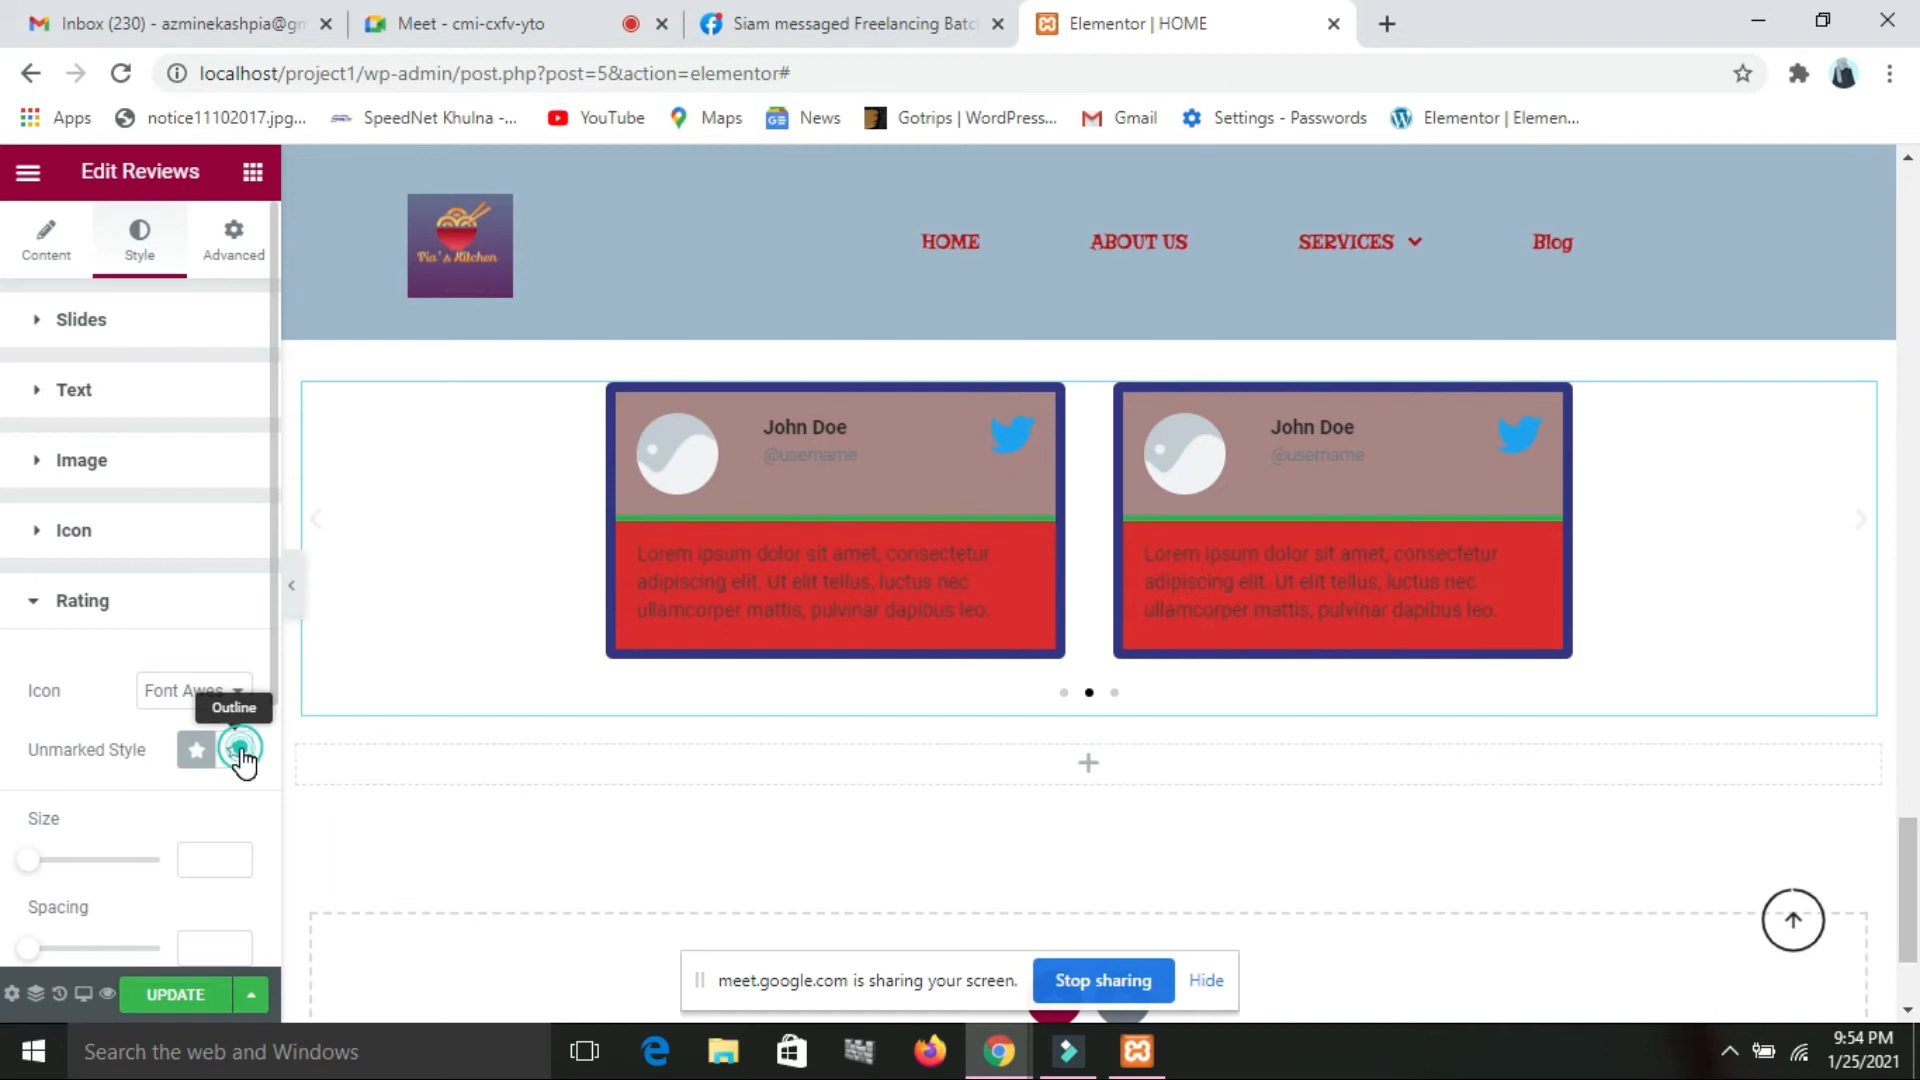 Inbox (230) - azminekashpia@gm
Meet - cmi-cxfv-yto
Siam messaged Freelancing Batc
Elementor | HOME
localhost/project1/wp-admin/post.php?post=5&action=elementor#
Apps
notice11102017.jpg...
SpeedNet Khulna -...
YouTube
Maps
News
Gotrips | WordPress...
Gmail
Settings - Passwords
Elementor | Elemen...
Edit Reviews
Content
Style
Advanced
Slides
Text
Image
Icon
Rating
Icon
Font Awes
Outline
Unmarked Style
Size
Spacing
UPDATE
Pia's Kitchen
HOME
ABOUT US
SERVICES
Blog
John Doe
@username
Lorem ipsum dolor sit amet, consectetur
adipiscing elit. Ut elit tellus, luctus nec
ullamcorper mattis, pulvinar dapibus leo.
John Doe
@username
Lorem ipsum dolor sit amet, consectetur
adipiscing elit. Ut elit tellus, luctus nec
ullamcorper mattis, pulvinar dapibus leo.
meet.google.com is sharing your screen.
Stop sharing
Hide
Search the web and Windows
9:54 PM
1/25/2021